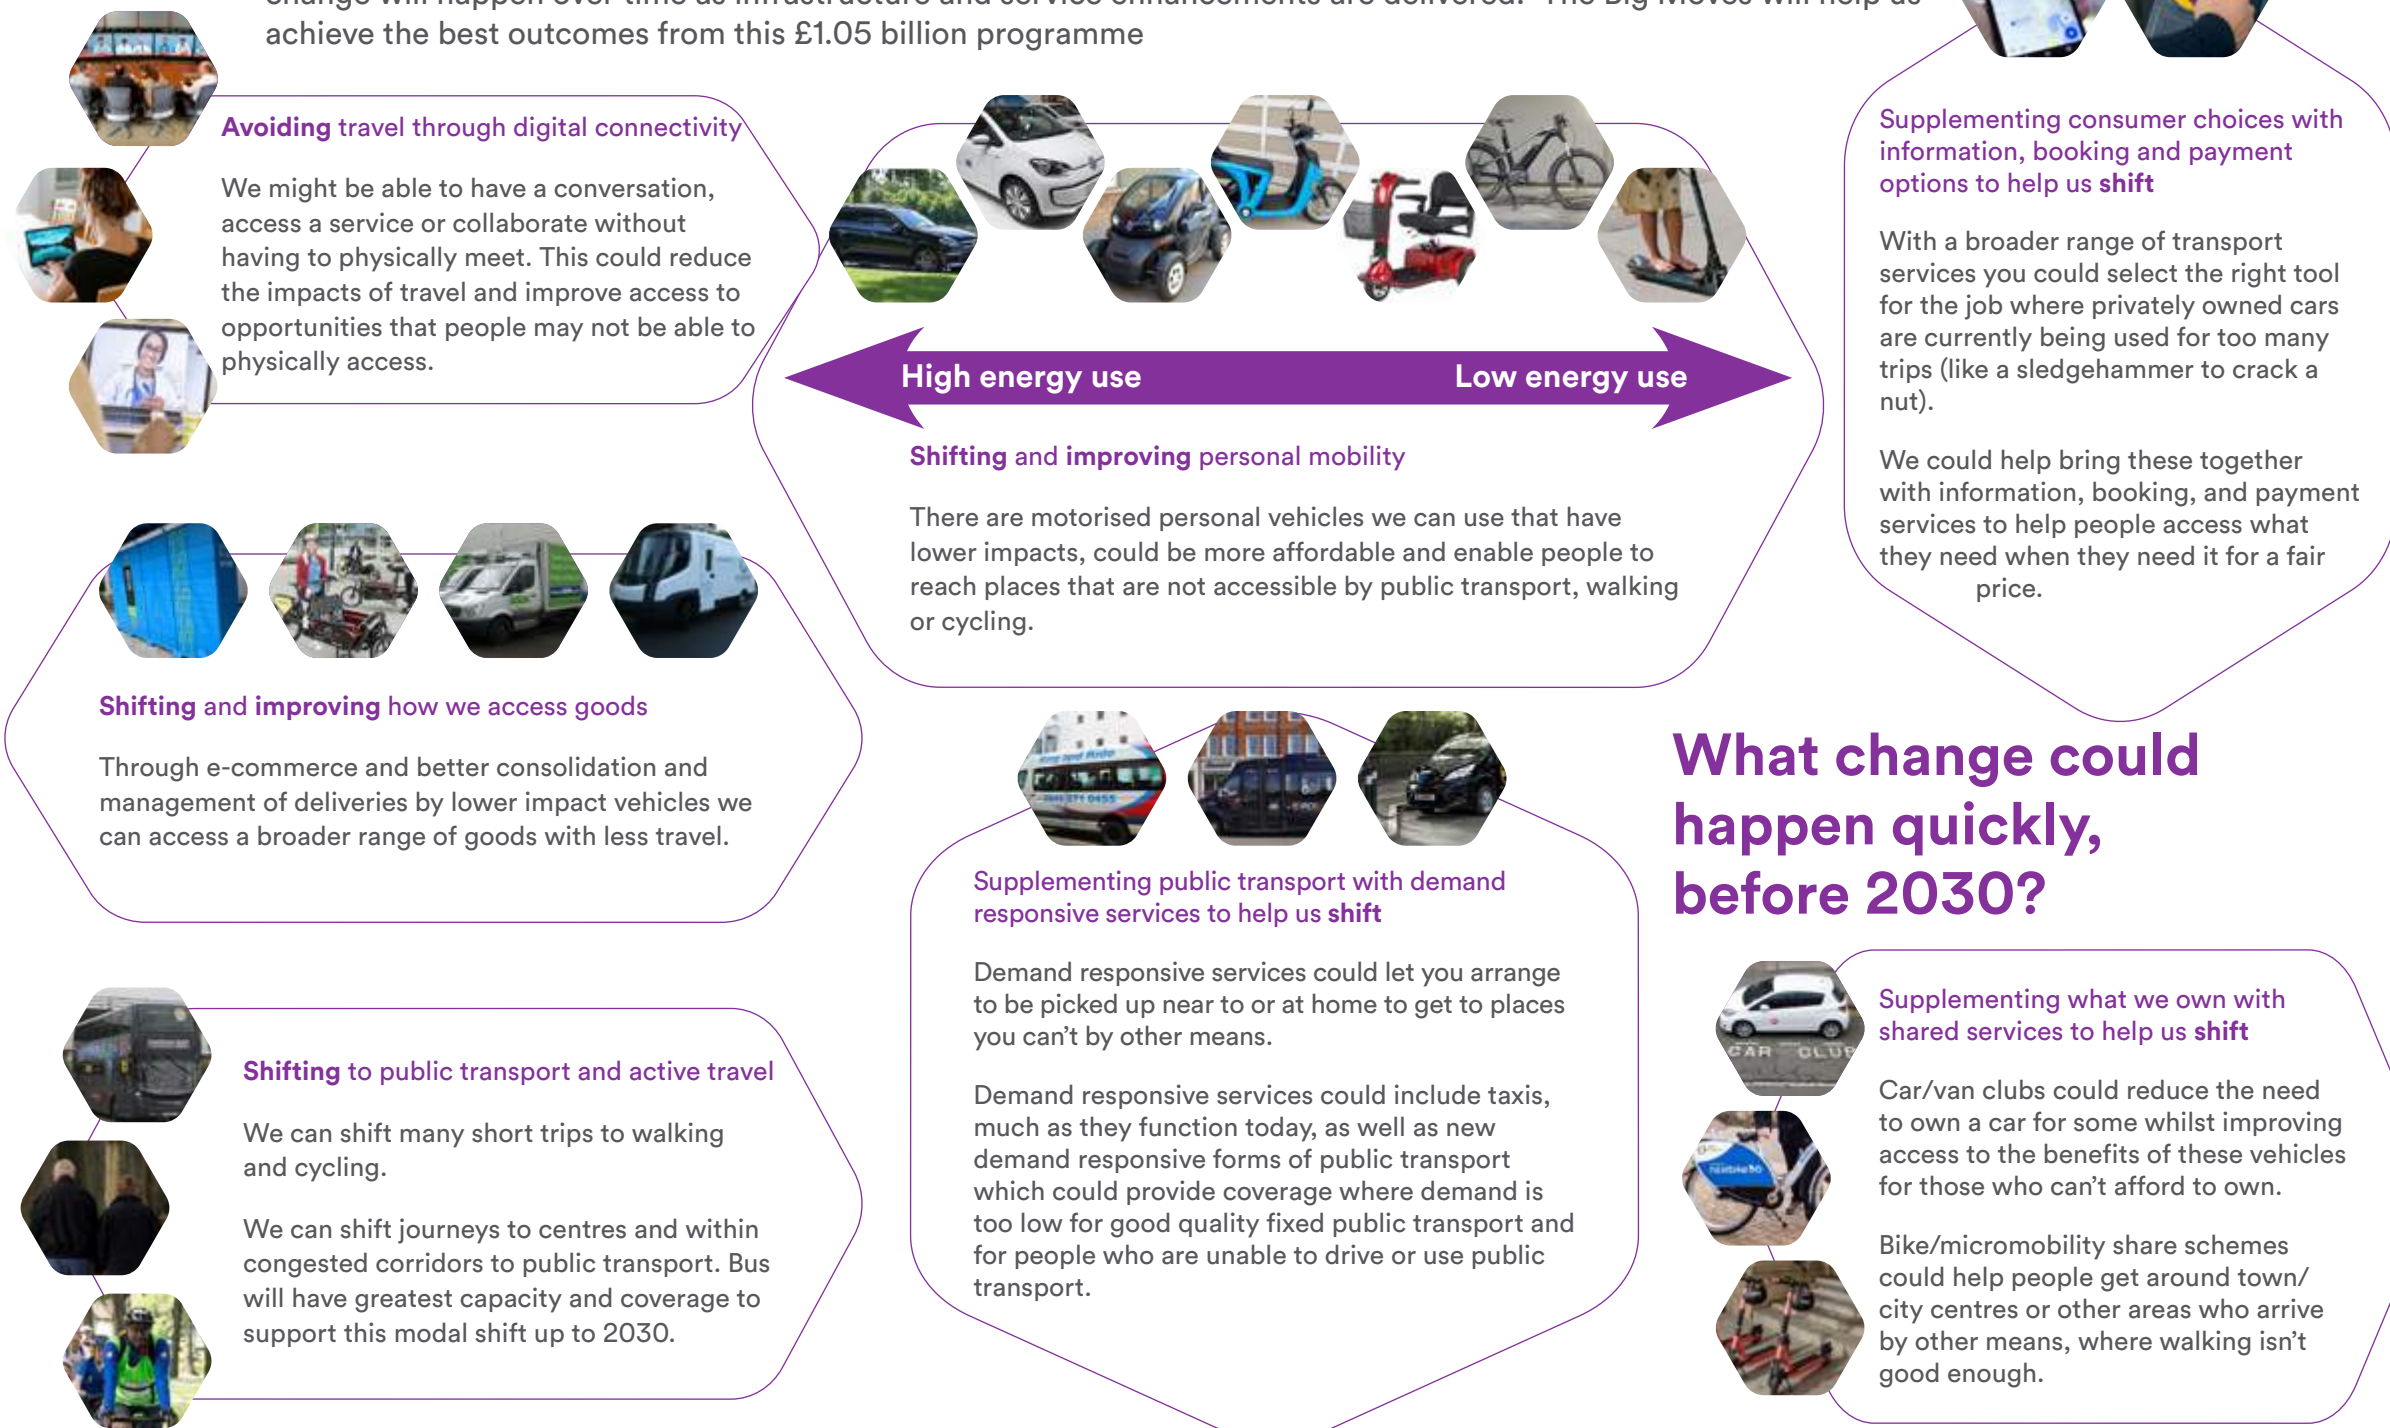 achieve the best outcomes from this £1.05 billion programme
Avoiding travel through digital connectivity
We might be able to have a conversation,
access a service or collaborate without
having to physically meet. This could reduce
the impacts of travel and improve access to
opportunities that people may not be able to
physically access.
High energy use
Low energy use
Shifting and improving personal mobility
There are motorised personal vehicles we can use that have
lower impacts, could be more affordable and enable people to
reach places that are not accessible by public transport, walking
or cycling.
Supplementing consumer choices with
information, booking and payment
options to help us shift
With a broader range of transport
services you could select the right tool
for the job where privately owned cars
are currently being used for too many
trips (like a sledgehammer to crack a
nut).
We could help bring these together
with information, booking, and payment
services to help people access what
they need when they need it for a fair
price.
Shifting and improving how we access goods
Through e-commerce and better consolidation and
management of deliveries by lower impact vehicles we
can access a broader range of goods with less travel.
Supplementing public transport with demand
responsive services to help us shift
Demand responsive services could let you arrange
to be picked up near to or at home to get to places
you can't by other means.
Demand responsive services could include taxis,
much as they function today, as well as new
demand responsive forms of public transport
which could provide coverage where demand is
too low for good quality fixed public transport and
for people who are unable to drive or use public
transport.
What change could
happen quickly,
before 2030?
Shifting to public transport and active travel
We can shift many short trips to walking
and cycling.
We can shift journeys to centres and within
congested corridors to public transport. Bus
will have greatest capacity and coverage to
support this modal shift up to 2030.
CAR CLUB
Supplementing what we own with
shared services to help us shift
Car/van clubs could reduce the need
to own a car for some whilst improving
access to the benefits of these vehicles
for those who can't afford to own.
Bike/micromobility share schemes
could help people get around town/
city centres or other areas who arrive
by other means, where walking isn't
good enough.